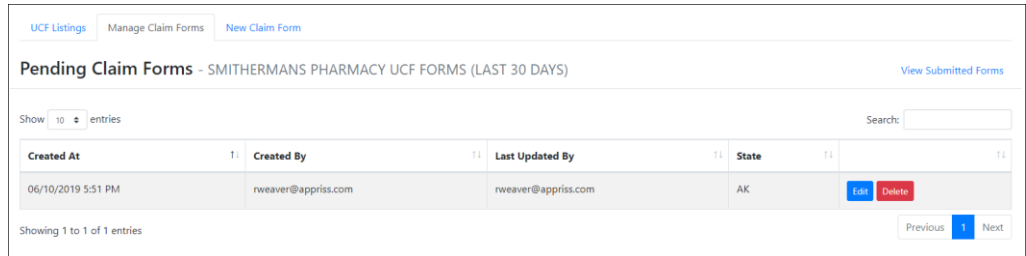 UCF Listings Manage Claim Forms New Claim Form
Pending Claim Forms - SMITHERMANS PHARMACY UCF FORMS (LAST 30 DAYS) View Submitted Forms
Show 10 entries Search:
Created At Created By Last Updated By State
06/10/2019 5:51 PM rweaver@appriss.com rweaver@appriss.com AK Edit Delete
Showing 1 to 1 of 1 entries Previous 1 Next